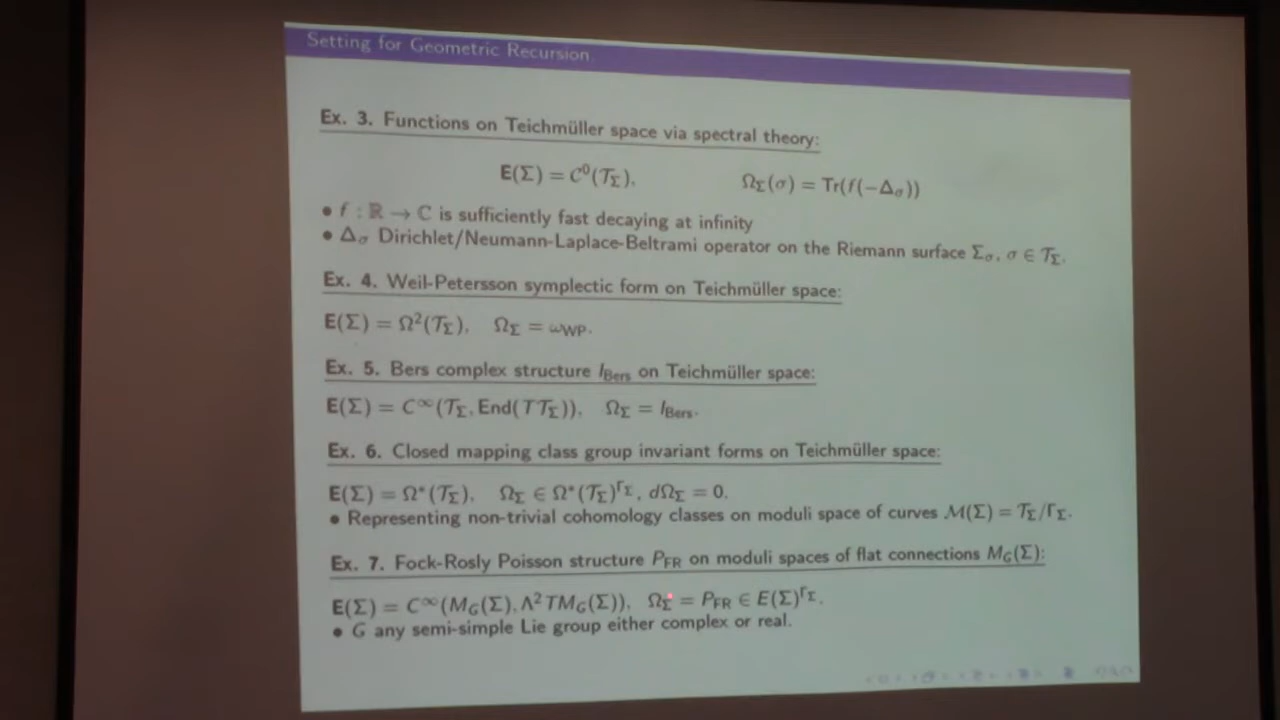 Setting for Geometric Recursion
Ex. 3. Functions on Teichmüller space via spectral theory:
E(Σ) = C⁰(𝒯_Σ), Ω_Σ(σ) = Tr(f(−Δ_σ))
• f : ℝ → ℂ is sufficiently fast decaying at infinity
• Δ_σ Dirichlet/Neumann-Laplace-Beltrami operator on the Riemann surface Σ_σ, σ ∈ 𝒯_Σ.
Ex. 4. Weil-Petersson symplectic form on Teichmüller space:
E(Σ) = Ω²(𝒯_Σ), Ω_Σ = ω_WP.
Ex. 5. Bers complex structure I_Bers on Teichmüller space:
E(Σ) = C^∞(𝒯_Σ, End(T𝒯_Σ)), Ω_Σ = I_Bers.
Ex. 6. Closed mapping class group invariant forms on Teichmüller space:
E(Σ) = Ω*(𝒯_Σ), Ω_Σ ∈ Ω*(𝒯_Σ)^{Γ_Σ}, dΩ_Σ = 0.
• Representing non-trivial cohomology classes on moduli space of curves ℳ(Σ) = 𝒯_Σ/Γ_Σ.
Ex. 7. Fock-Rosly Poisson structure P_FR on moduli spaces of flat connections M_G(Σ):
E(Σ) = C^∞(M_G(Σ), Λ²TM_G(Σ)), Ω_Σ = P_FR ∈ E(Σ)^{Γ_Σ}.
• G any semi-simple Lie group either complex or real.